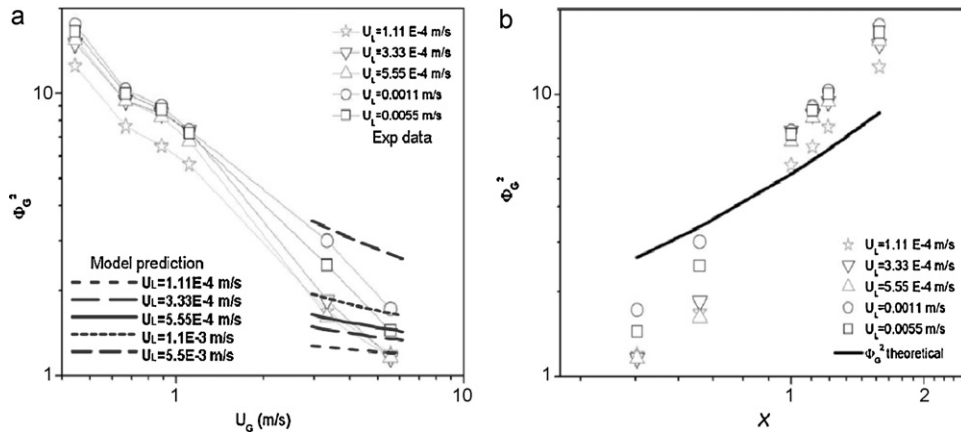 a
U_L=1.11 E-4 m/s
U_L=3.33 E-4 m/s
U_L=5.55 E-4 m/s
U_L=0.0011 m/s
U_L=0.0055 m/s
Exp data
10
Φ_G^2
Model prediction
U_L=1.11E-4 m/s
U_L=3.33E-4 m/s
U_L=5.55E-4 m/s
U_L=1.1E-3 m/s
U_L=5.5E-3 m/s
1
1 10
U_G (m/s)
b
10
Φ_G^2
U_L=1.11 E-4 m/s
U_L=3.33 E-4 m/s
U_L=5.55 E-4 m/s
U_L=0.0011 m/s
U_L=0.0055 m/s
Φ_G^2 theoretical
1
1 2
X